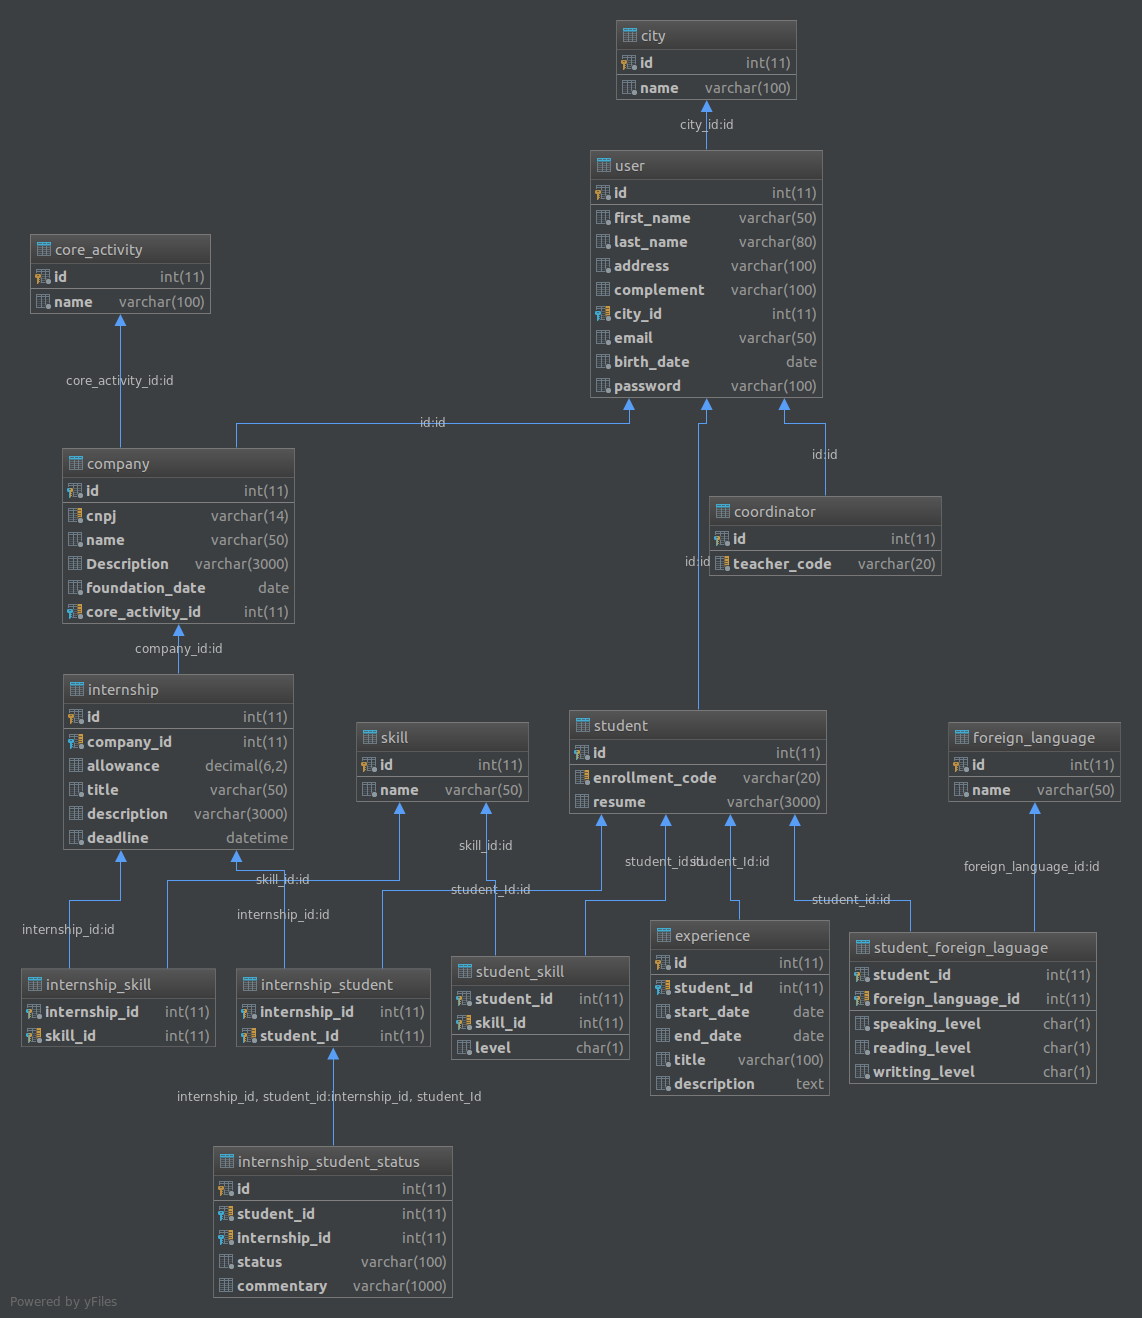 city
id int(11)
name varchar(100)
city_id:id
user
id int(11)
first_name varchar(50)
last_name varchar(80)
address varchar(100)
complement varchar(100)
city_id int(11)
email varchar(50)
birth_date date
password varchar(100)
core_activity
id int(11)
name varchar(100)
core_activity_id:id
id:id
id:id
id:id
company
id int(11)
cnpj varchar(14)
name varchar(50)
Description varchar(3000)
foundation_date date
core_activity_id int(11)
coordinator
id int(11)
teacher_code varchar(20)
company_id:id
internship
id int(11)
company_id int(11)
allowance decimal(6,2)
title varchar(50)
description varchar(3000)
deadline datetime
skill
id int(11)
name varchar(50)
student
id int(11)
enrollment_code varchar(20)
resume varchar(3000)
foreign_language
id int(11)
name varchar(50)
skill_id:id
student_id:id
student_Id:id
foreign_language_id:id
skill_id:id
student_Id:id
student_id:id
internship_id:id
internship_id:id
internship_skill
internship_id int(11)
skill_id int(11)
internship_student
internship_id int(11)
student_Id int(11)
student_skill
student_id int(11)
skill_id int(11)
level char(1)
experience
id int(11)
student_Id int(11)
start_date date
end_date date
title varchar(100)
description text
student_foreign_laguage
student_id int(11)
foreign_language_id int(11)
speaking_level char(1)
reading_level char(1)
writting_level char(1)
internship_id, student_id:internship_id, student_Id
internship_student_status
id int(11)
student_id int(11)
internship_id int(11)
status varchar(100)
commentary varchar(1000)
Powered by yFiles